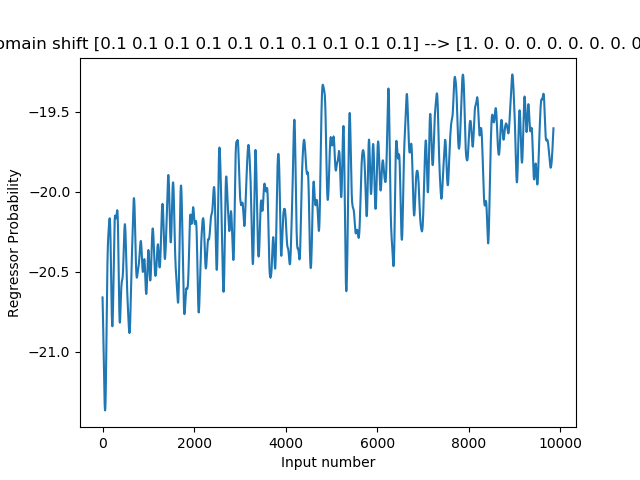 omain shift [0.1 0.1 0.1 0.1 0.1 0.1 0.1 0.1 0.1 0.1] --> [1. 0. 0. 0. 0. 0. 0. 0. 0
−19.5
−20.0
−20.5
−21.0
Regressor Probability
0 2000 4000 6000 8000 10000
Input number